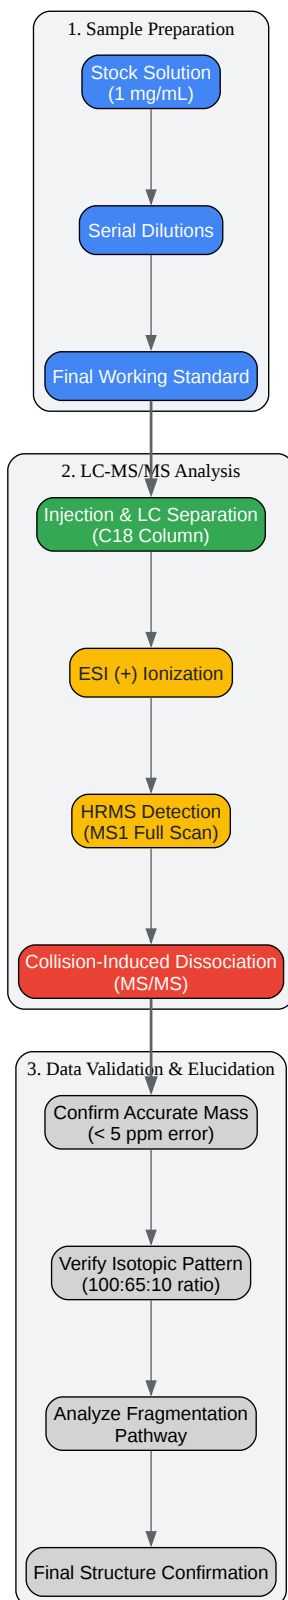 1. Sample Preparation
Stock Solution
(1 mg/mL)
Serial Dilutions
Final Working Standard
2. LC-MS/MS Analysis
Injection & LC Separation
(C18 Column)
ESI (+) Ionization
HRMS Detection
(MS1 Full Scan)
Collision-Induced Dissociation
(MS/MS)
3. Data Validation & Elucidation
Confirm Accurate Mass
(< 5 ppm error)
Verify Isotopic Pattern
(100:65:10 ratio)
Analyze Fragmentation
Pathway
Final Structure Confirmation